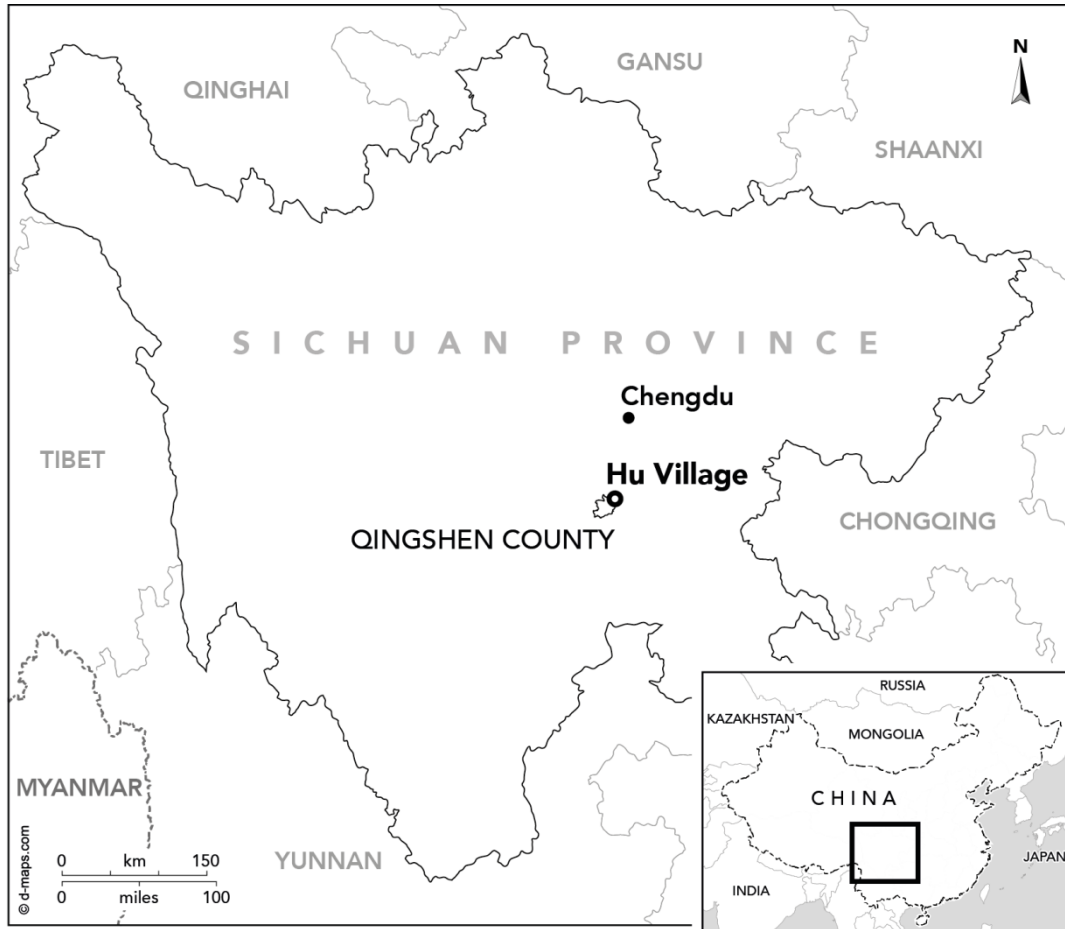 QINGHAI
GANSU
N
SHAANXI
SICHUAN PROVINCE
Chengdu
TIBET
Hu Village
CHONGQING
QINGSHEN COUNTY
MYANMAR
YUNNAN
0 km 150
0 miles 100
© d-maps.com
RUSSIA
KAZAKHSTAN
MONGOLIA
CHINA
JAPAN
INDIA